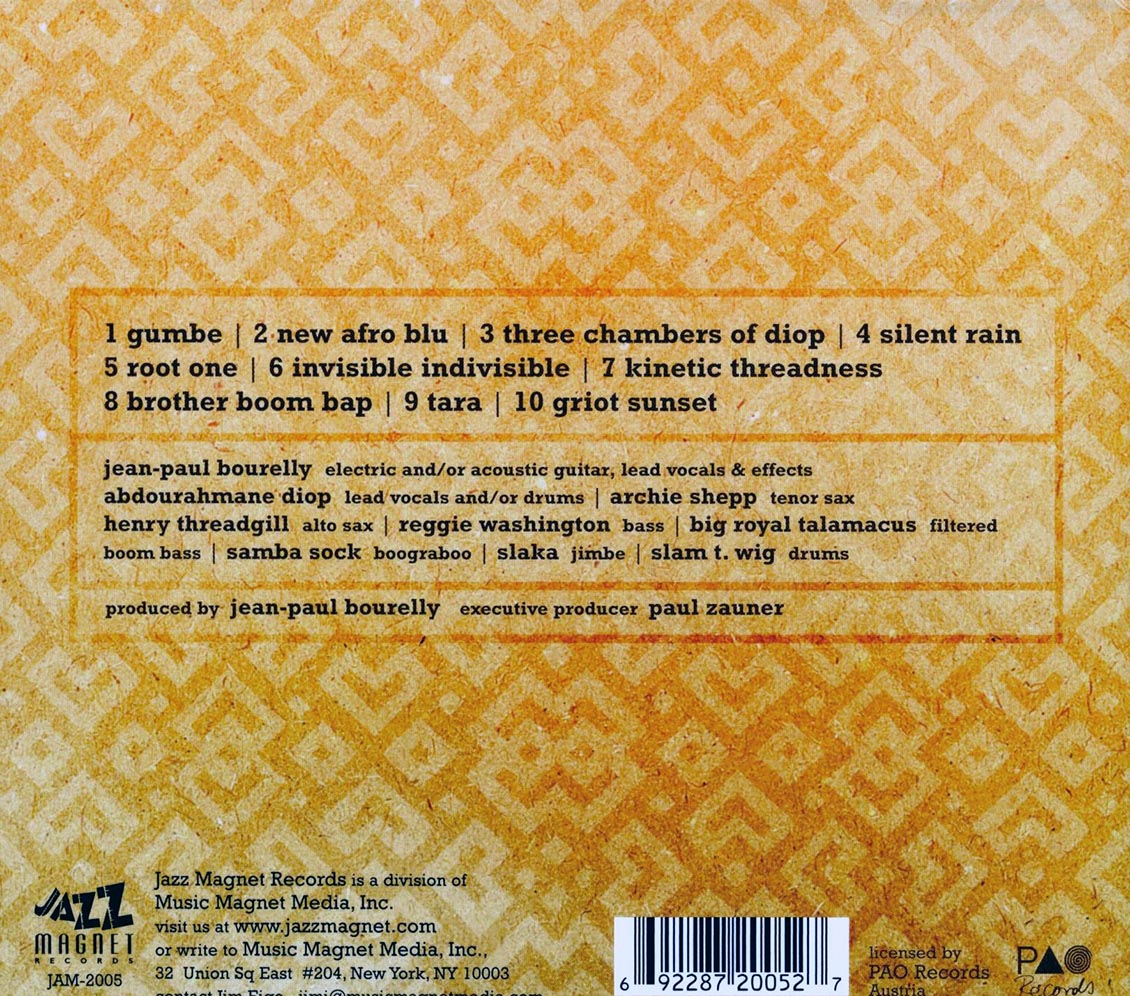 1 gumbe | 2 new afro blu | 3 three chambers of diop | 4 silent rain
5 root one | 6 invisible indivisible | 7 kinetic threadness
8 brother boom bap | 9 tara | 10 griot sunset
jean-paul bourelly electric and/or acoustic guitar, lead vocals & effects
abdourahmane diop lead vocals and/or drums | archie shepp tenor sax
henry threadgill alto sax | reggie washington bass | big royal talamacus filtered
boom bass | samba sock boograboo | slaka jimbe | slam t. wig drums
produced by jean-paul bourelly executive producer paul zauner
JAZZ
MAGNET
RECORDS
JAM-2005
Jazz Magnet Records is a division of
Music Magnet Media, Inc.
visit us at www.jazzmagnet.com
or write to Music Magnet Media, Inc.,
32 Union Sq East #204, New York, NY 10003
contact Jim Eigo jimi@musicmagnetmedia.com
6 92287 20052 7
licensed by
PAO Records
Austria
PAO
Records